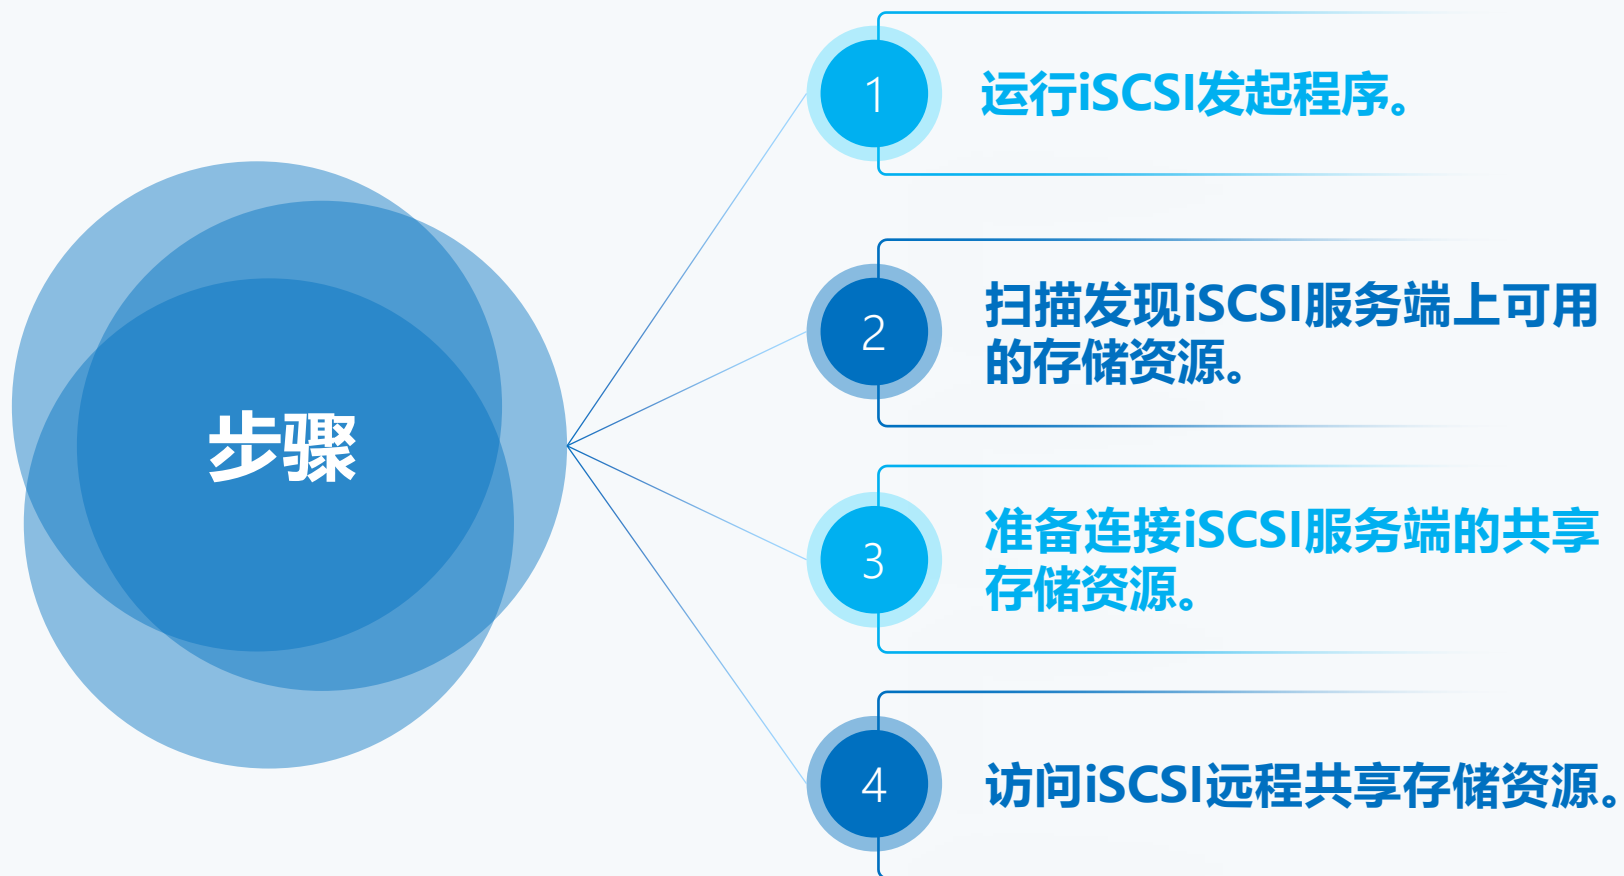 步骤
1
运行iSCSI发起程序。
2
扫描发现iSCSI服务端上可用
的存储资源。
3
准备连接iSCSI服务端的共享
存储资源。
4
访问iSCSI远程共享存储资源。